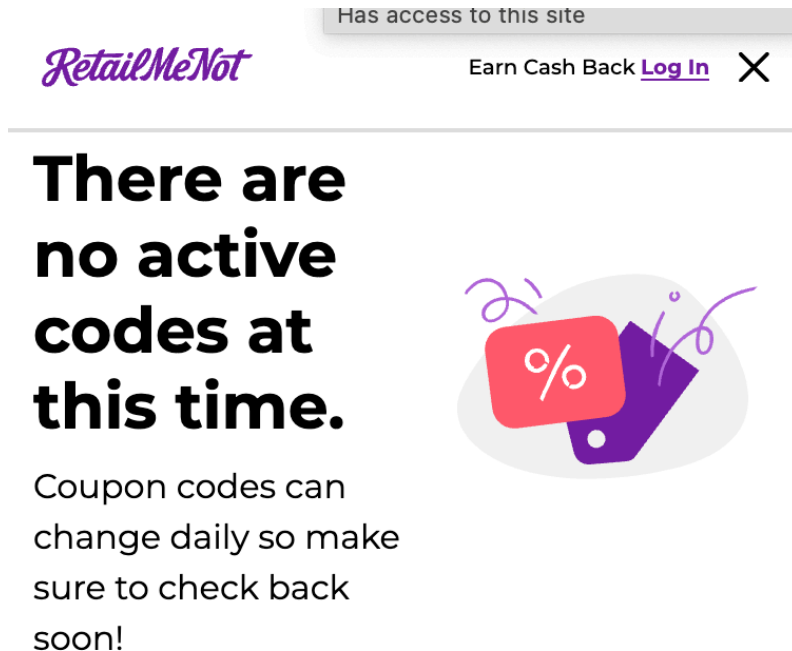 Has access to this site
RetailMeNot
Earn Cash Back Log In
There are
no active
codes at
this time.
%
Coupon codes can
change daily so make
sure to check back
soon!